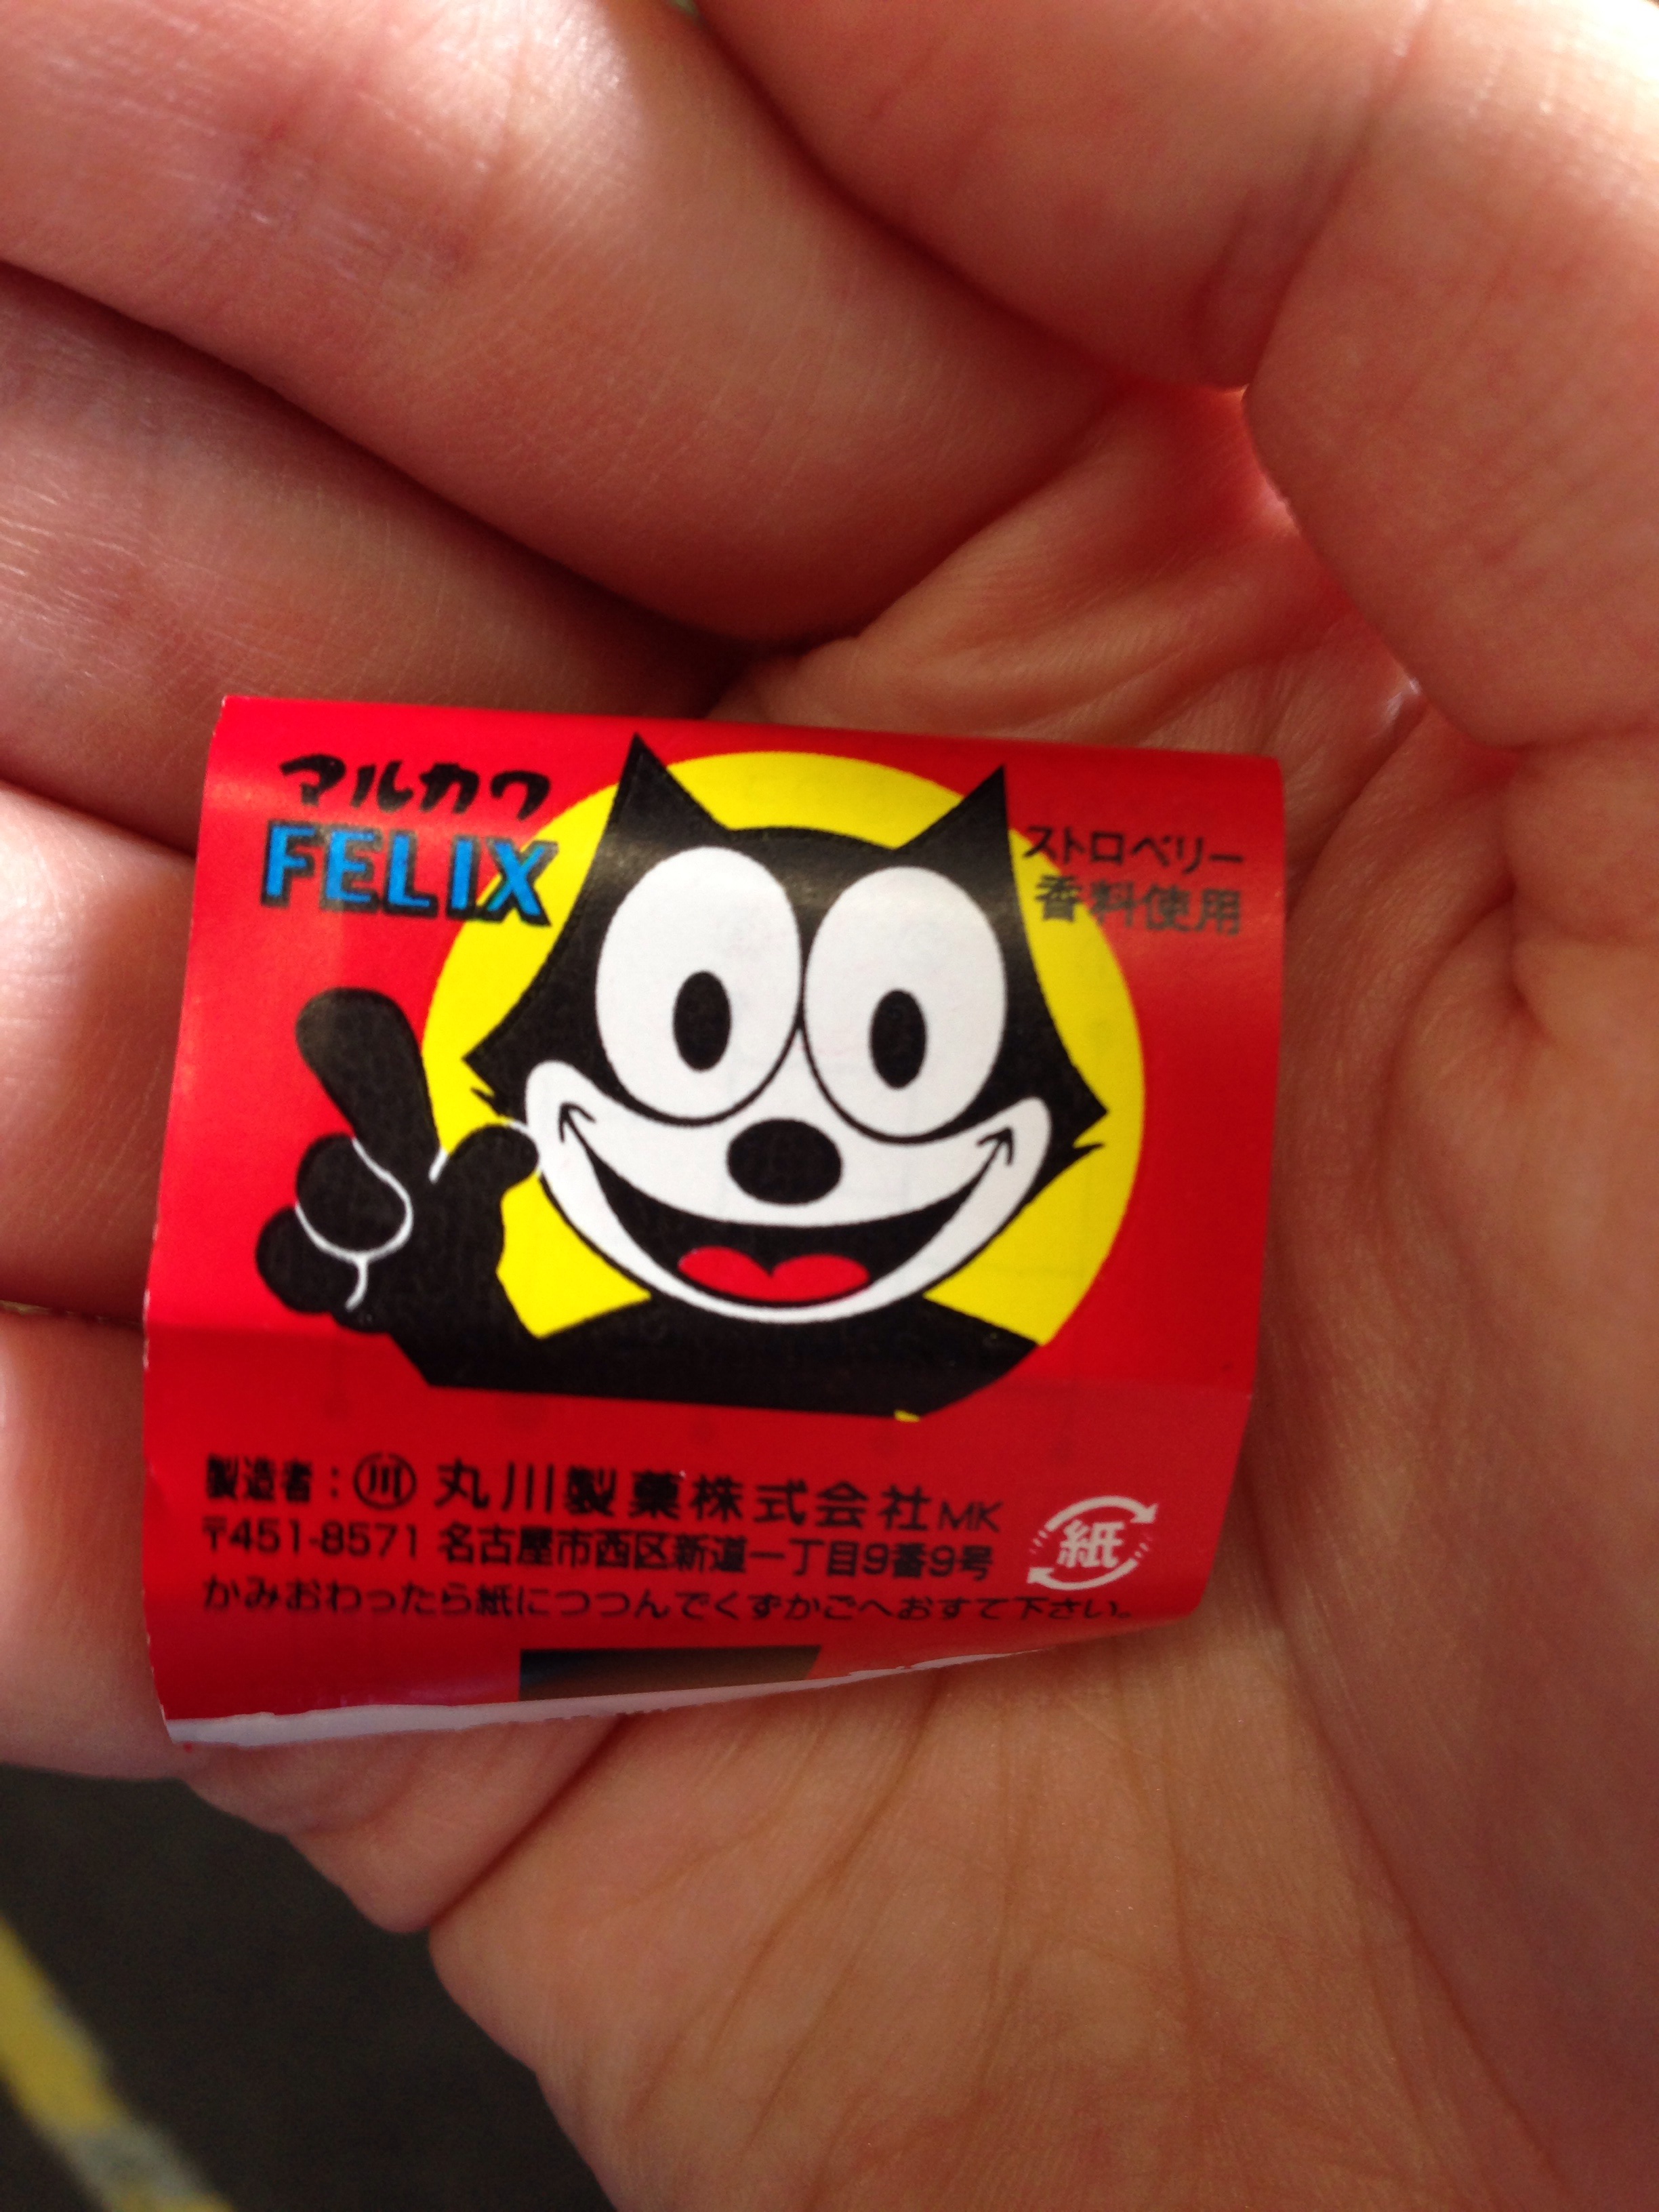 マルカワ
FELIX
ストロベリー
香料使用
製造者:川 丸川製菓株式会社MK
〒451-8571 名古屋市西区新道一丁目9番9号
かみおわったら紙につつんでくずかごへおすて下さい。
紙